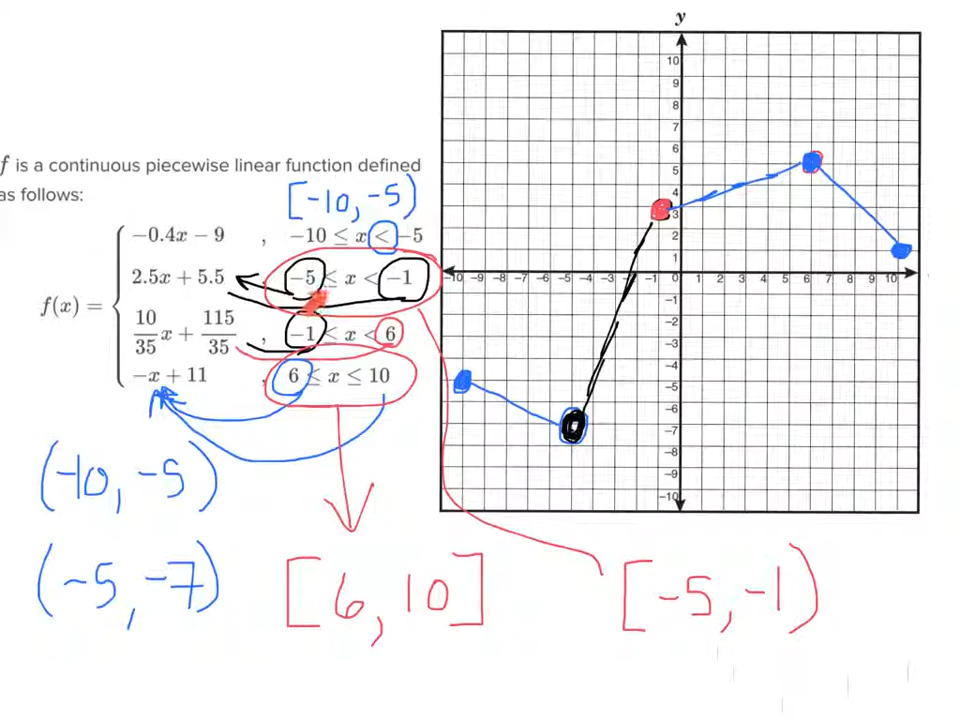 f is a continuous piecewise linear function defined
as follows:
[-10, -5)
−0.4x − 9 , −10 ≤ x < −5
2.5x + 5.5 , −5 ≤ x < −1
f(x) =
10/35 x + 115/35 , −1 ≤ x < 6
−x + 11 , 6 ≤ x ≤ 10
(-10, -5)
(-5, -7)
[6, 10]
[-5, -1)
y
10
9
8
7
6
5
4
3
2
1
-10 -9 -8 -7 -6 -5 -4 -3 -2 -1 1 2 3 4 5 6 7 8 9 10
-1
-2
-3
-4
-5
-6
-7
-8
-9
-10